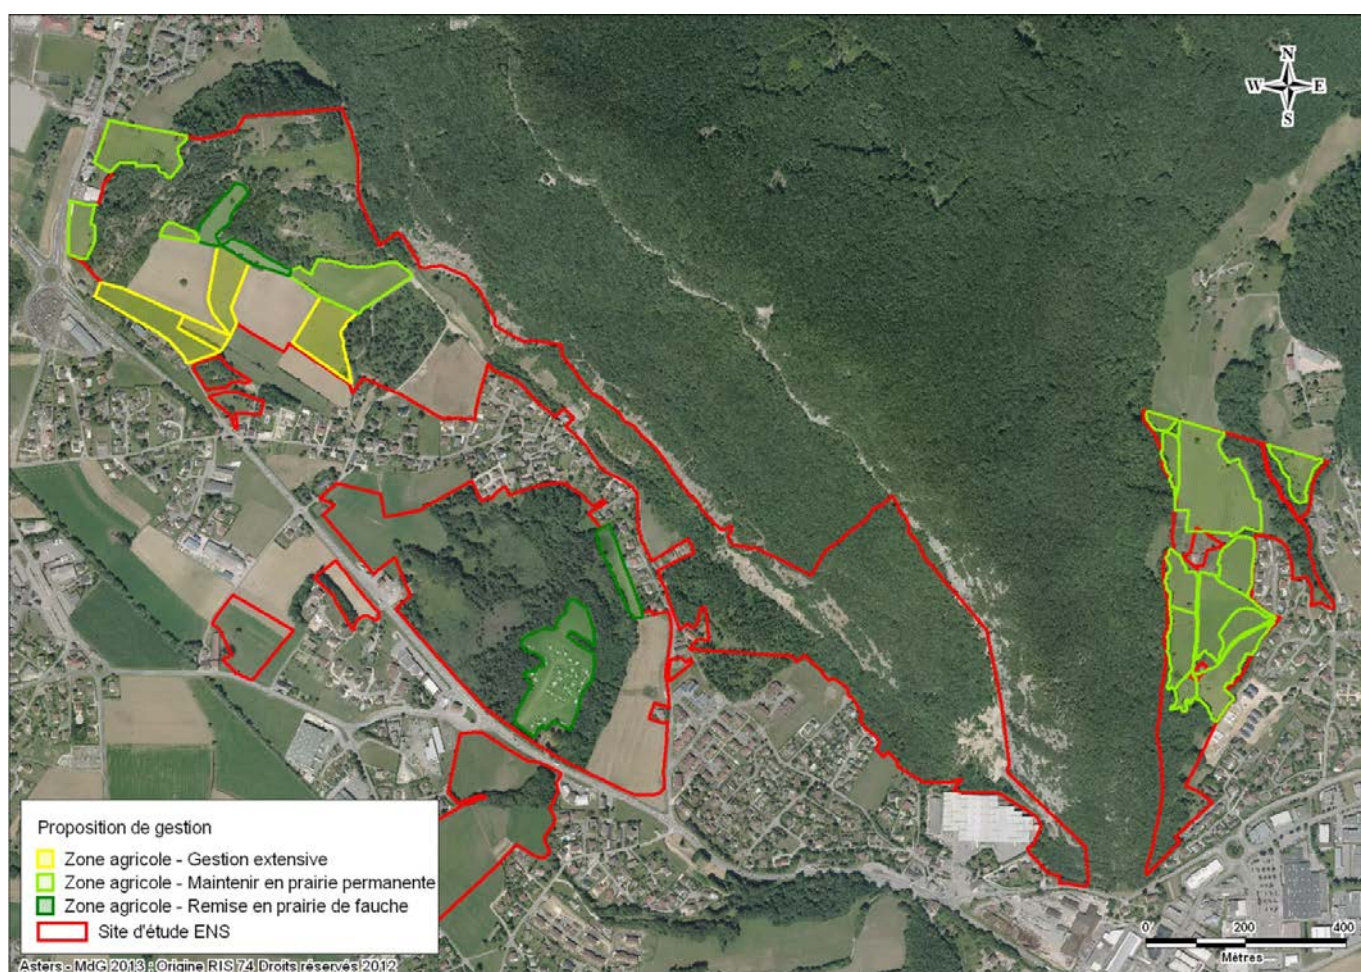 N
W E
S
Proposition de gestion
Zone agricole - Gestion extensive
Zone agricole - Maintenir en prairie permanente
Zone agricole - Remise en prairie de fauche
Site d'étude ENS
0 200 400
Mètres
Asters - MdG 2013 : Origine RIS 74 Droits réservés 2012